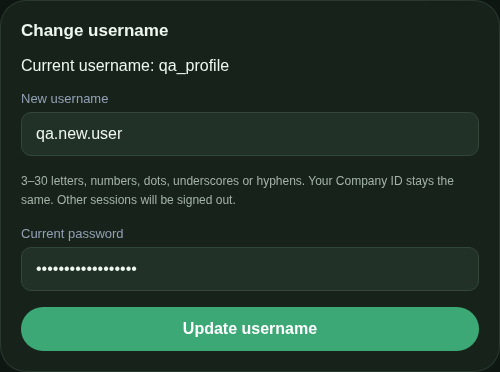 Change username
Current username: qa_profile
New username
qa.new.user
3–30 letters, numbers, dots, underscores or hyphens. Your Company ID stays the
same. Other sessions will be signed out.
Current password
••••••••••••••••••
Update username